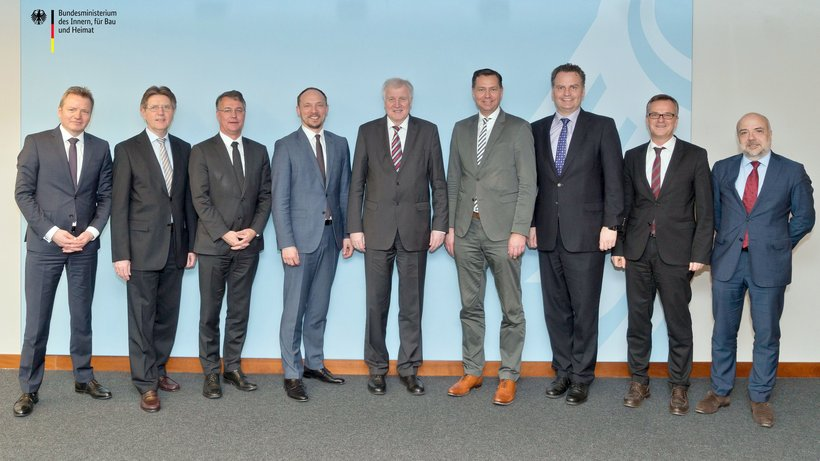 Bundesministerium
des Innern, für Bau
und Heimat